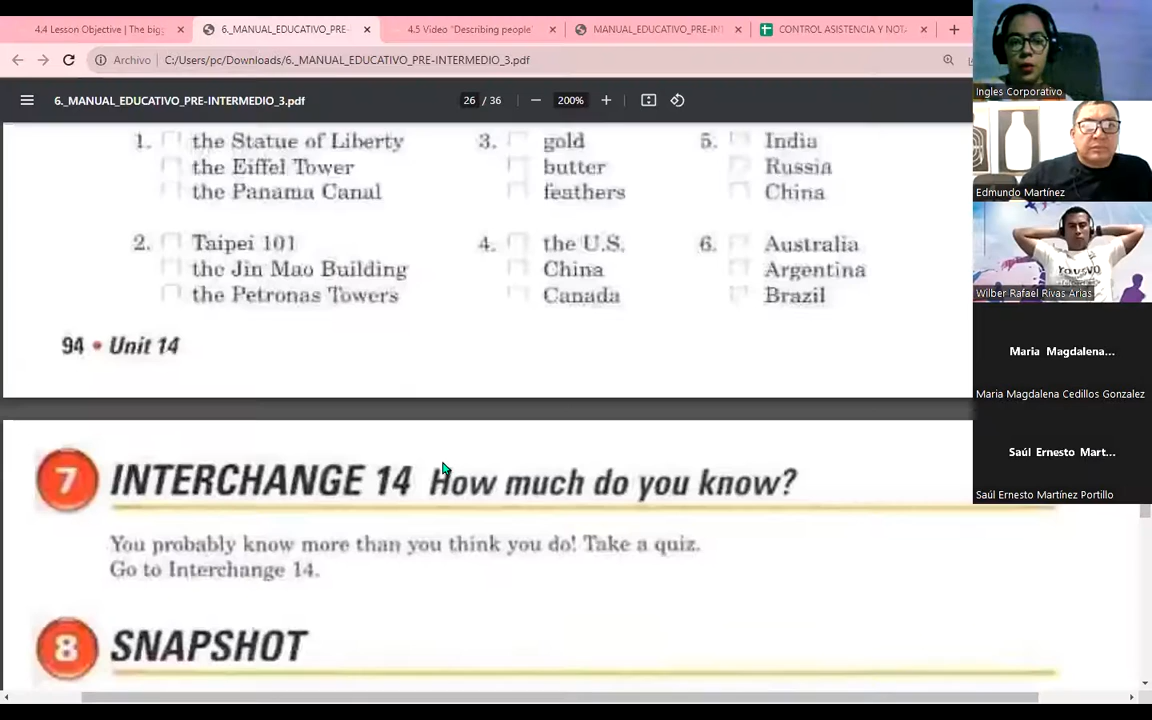 4.4 Lesson Objective | The big
6._MANUAL_EDUCATIVO_PRE-
4.5 Video "Describing people"
MANUAL_EDUCATIVO_PRE-INT
CONTROL ASISTENCIA Y NOTA
Archivo
C:/Users/pc/Downloads/6._MANUAL_EDUCATIVO_PRE-INTERMEDIO_3.pdf
6._MANUAL_EDUCATIVO_PRE-INTERMEDIO_3.pdf
26 / 36
200%
1. the Statue of Liberty
the Eiffel Tower
the Panama Canal
2. Taipei 101
the Jin Mao Building
the Petronas Towers
3. gold
butter
feathers
4. the U.S.
China
Canada
5. India
Russia
China
6. Australia
Argentina
Brazil
94 • Unit 14
7 INTERCHANGE 14 How much do you know?
You probably know more than you think you do! Take a quiz.
Go to Interchange 14.
8 SNAPSHOT
Ingles Corporativo
Edmundo Martínez
Wilber Rafael Rivas Arias
Maria Magdalena...
Maria Magdalena Cedillos Gonzalez
Saúl Ernesto Mart...
Saúl Ernesto Martínez Portillo